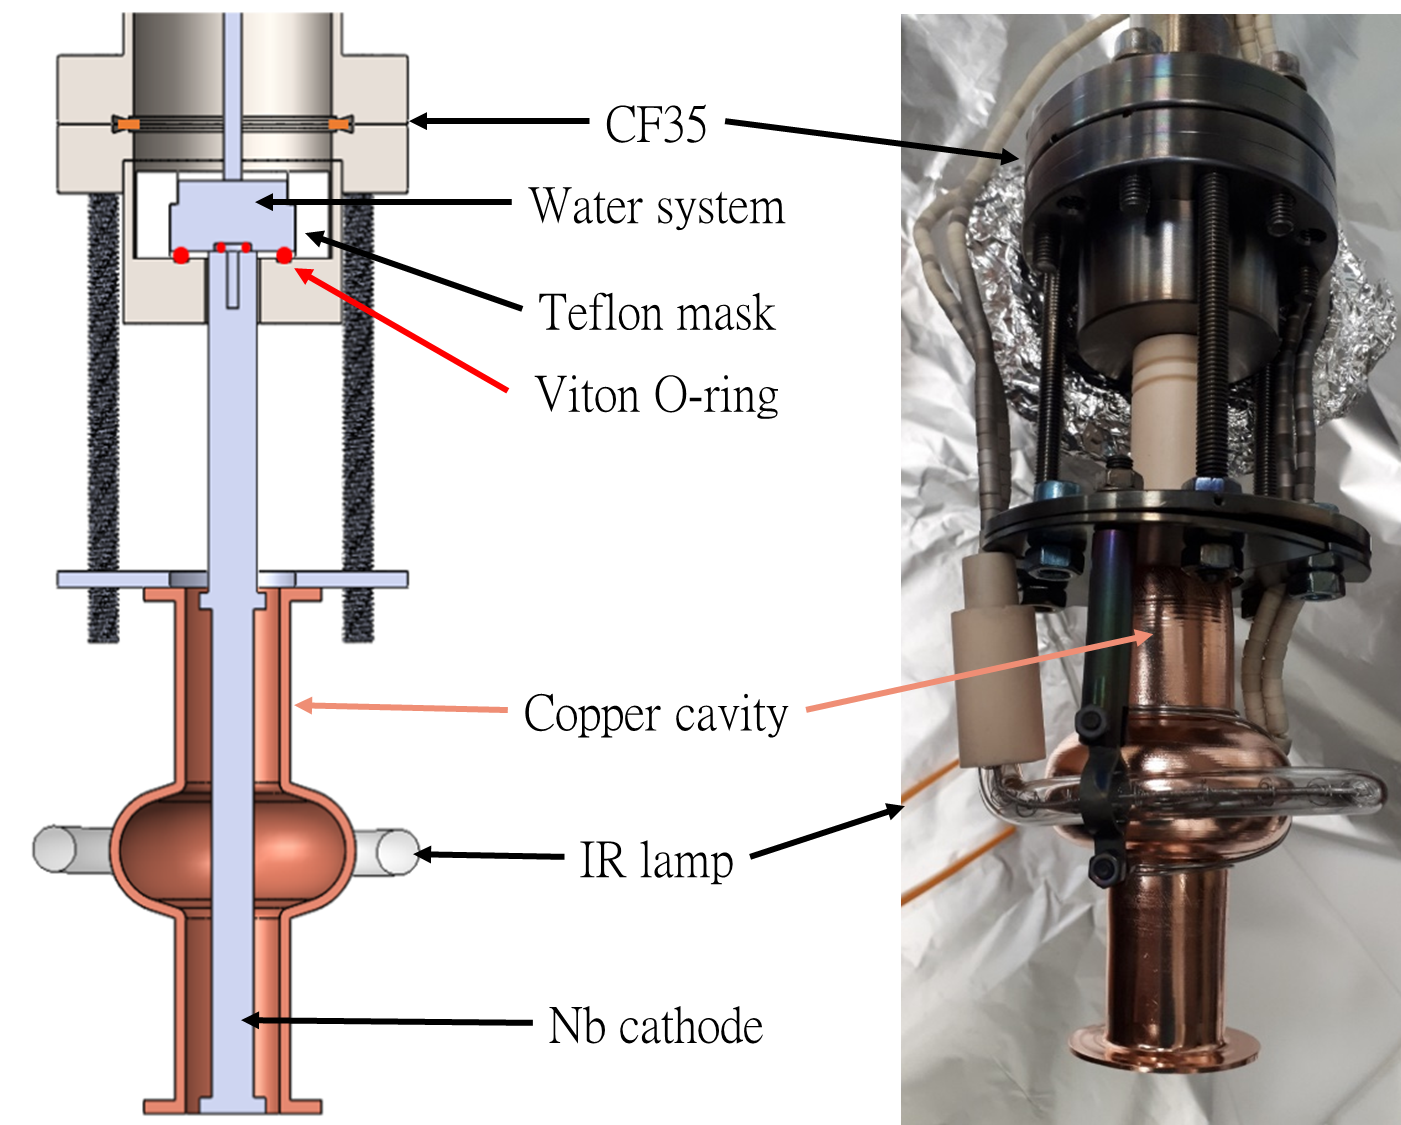 CF35
Water system
Teflon mask
Viton O-ring
Copper cavity
IR lamp
Nb cathode